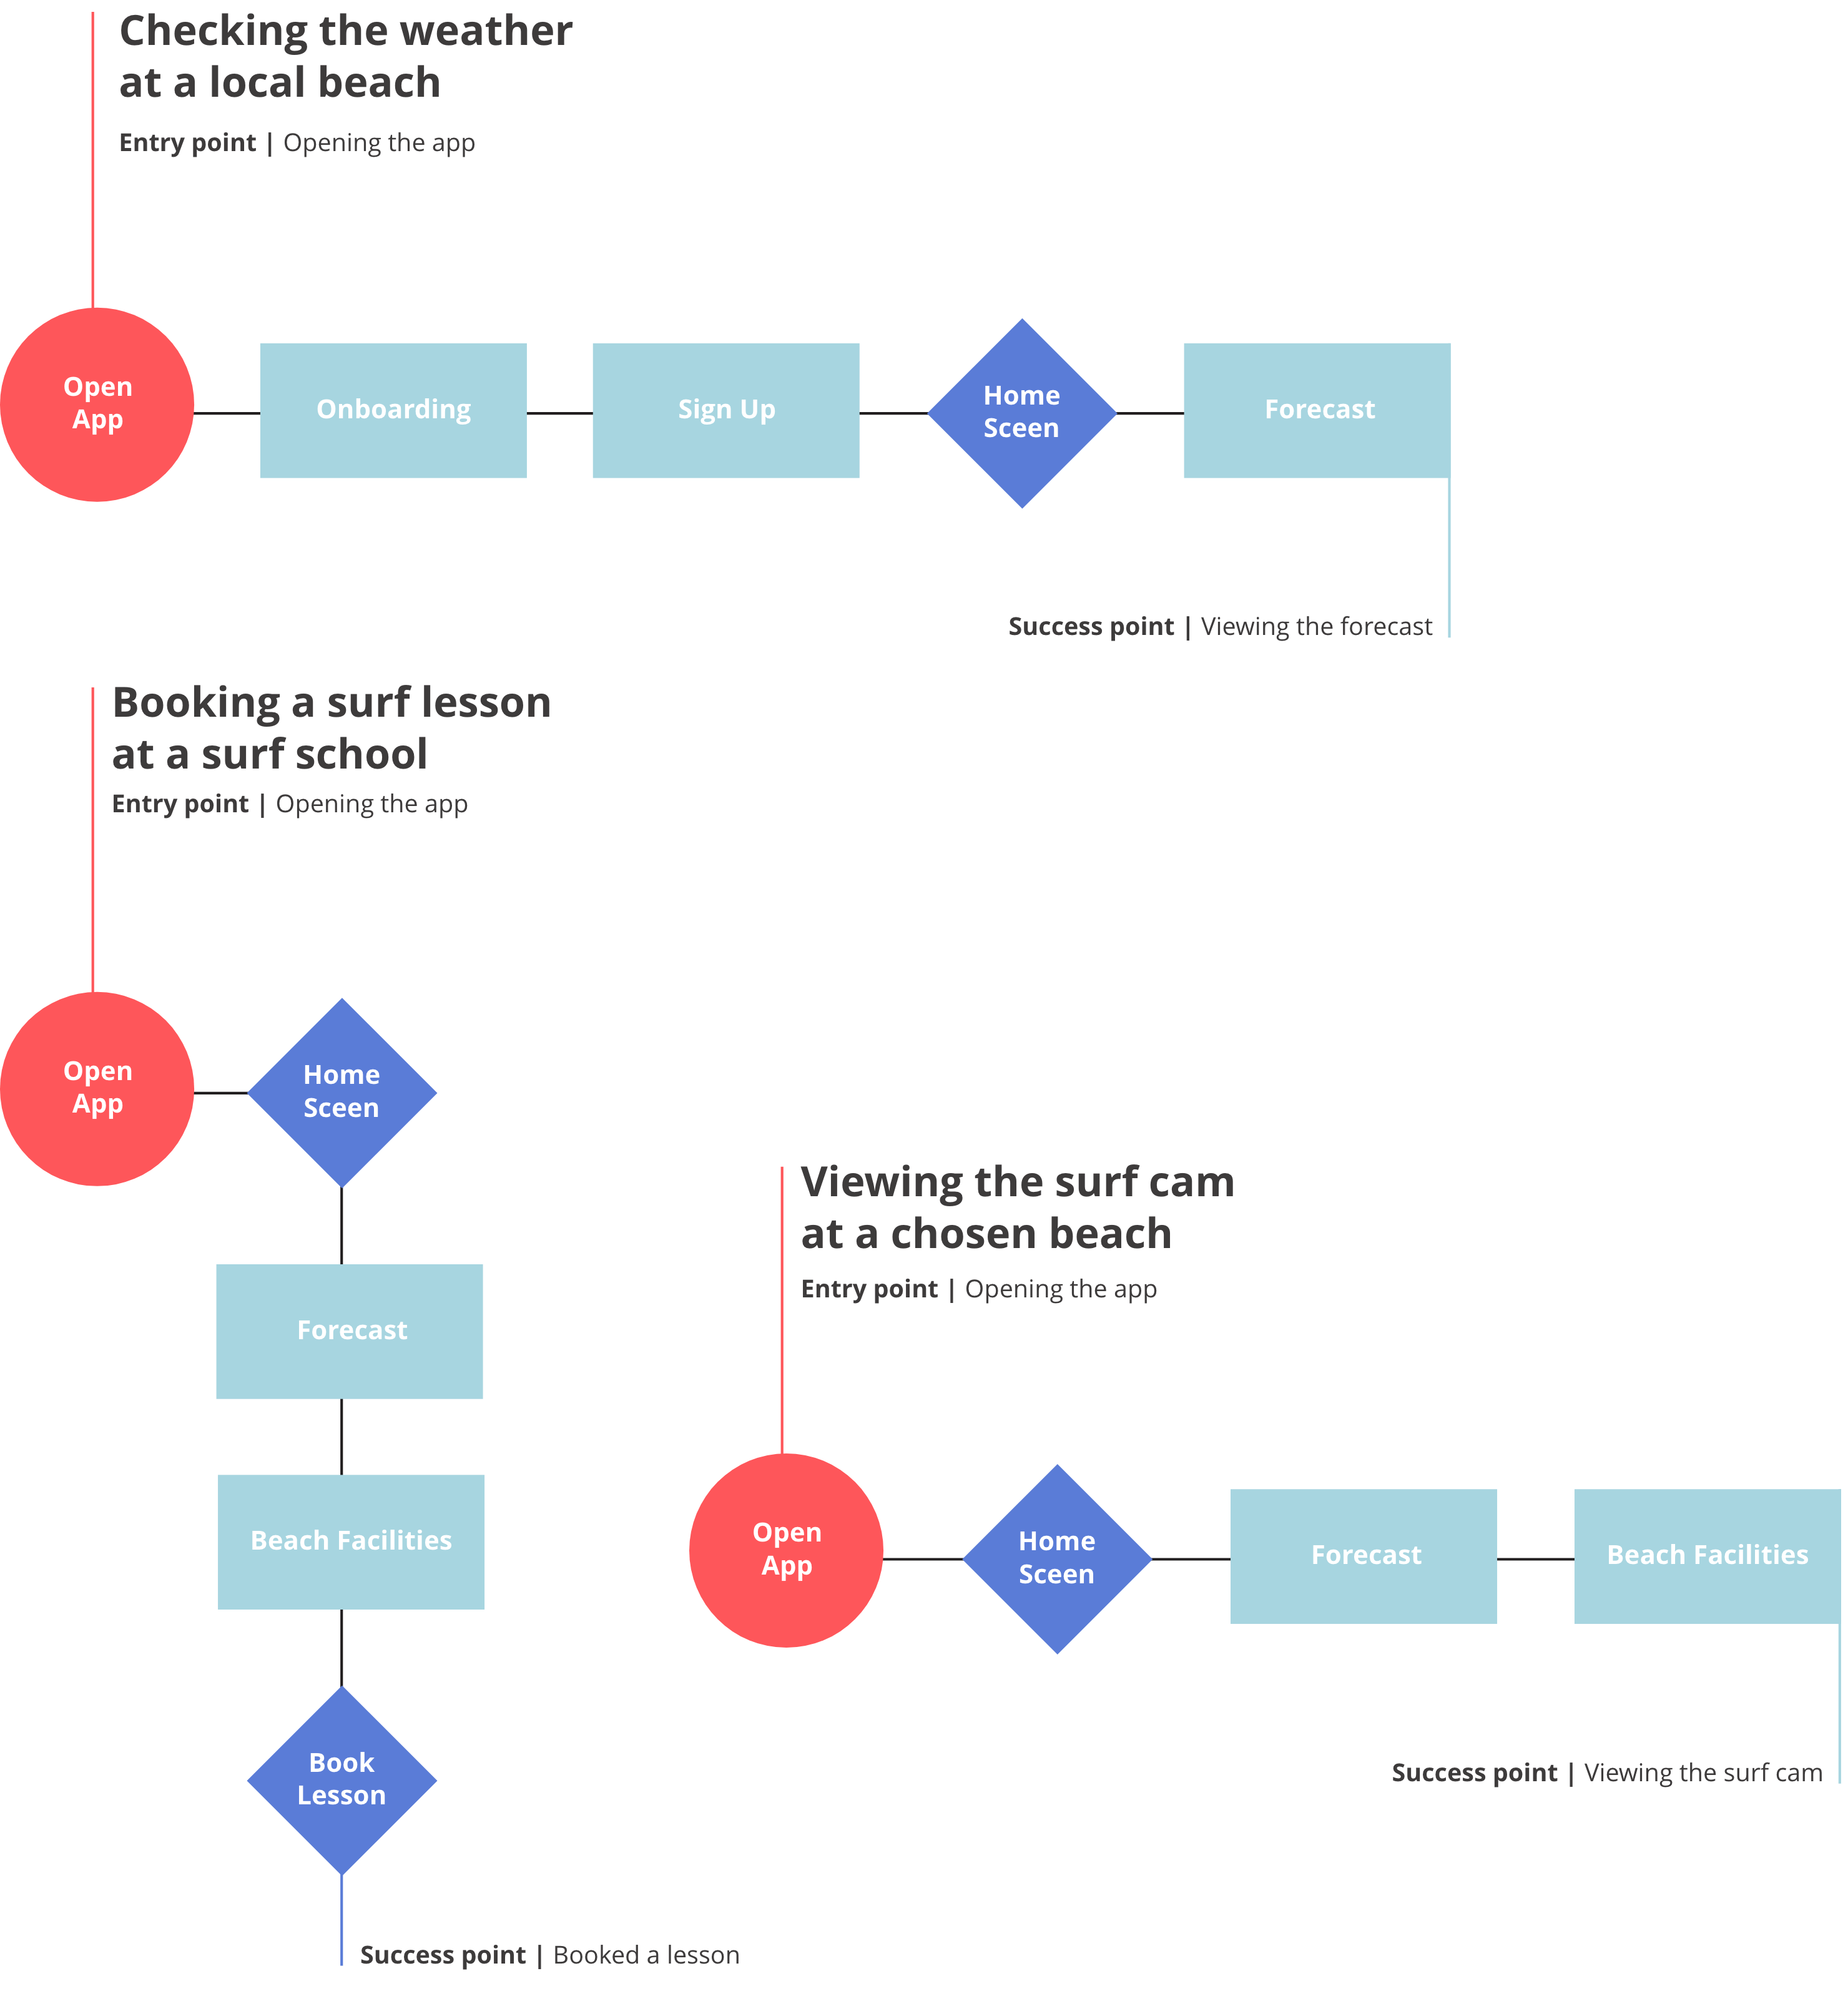 Checking the weather
at a local beach
Entry point | Opening the app
Open
App
Onboarding
Sign Up
Home
Sceen
Forecast
Success point | Viewing the forecast
Booking a surf lesson
at a surf school
Entry point | Opening the app
Open
App
Home
Sceen
Forecast
Beach Facilities
Book
Lesson
Success point | Booked a lesson
Viewing the surf cam
at a chosen beach
Entry point | Opening the app
Open
App
Home
Sceen
Forecast
Beach Facilities
Success point | Viewing the surf cam